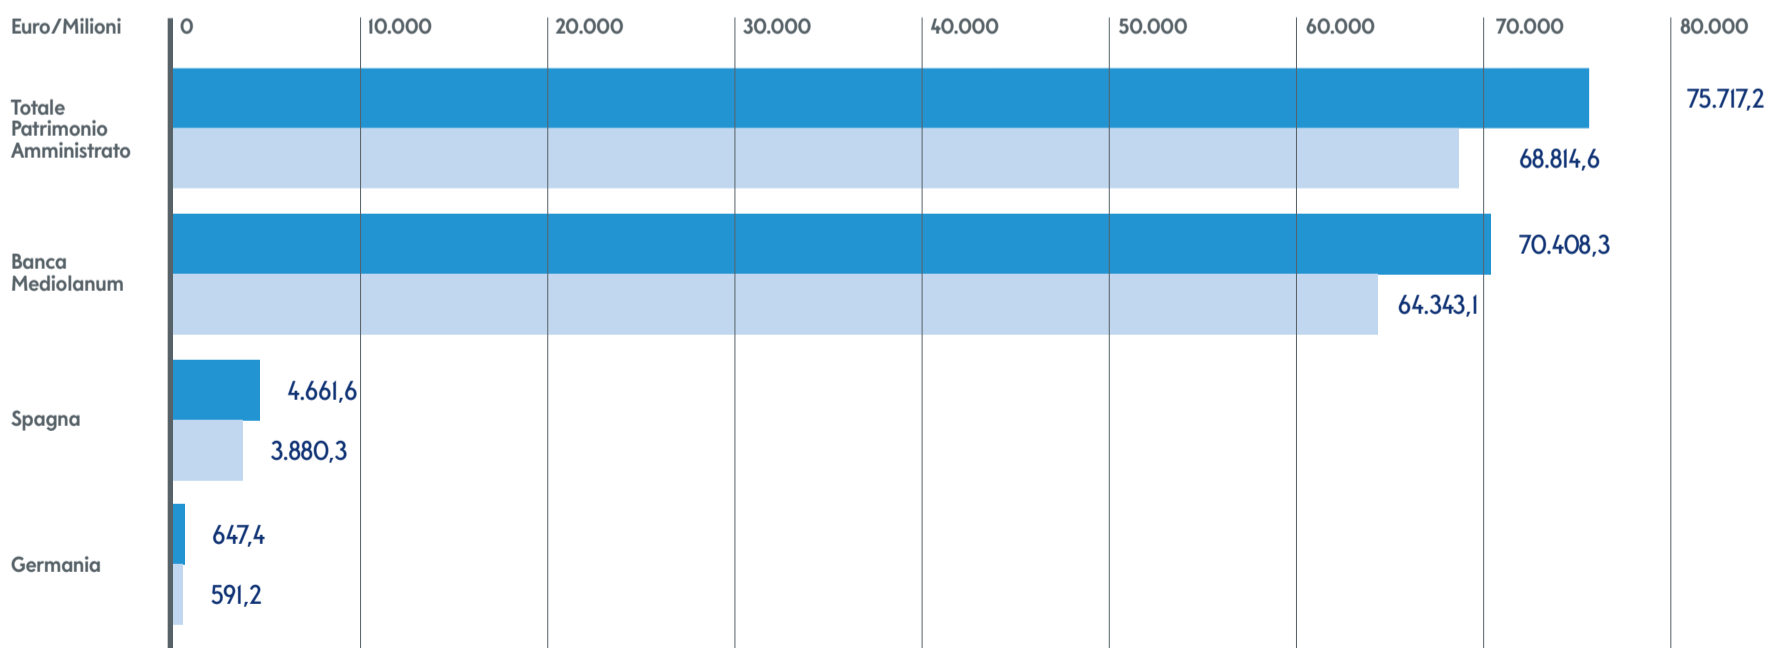 Euro/Milioni 0 10.000 20.000 30.000 40.000 50.000 60.000 70.000 80.000
Totale
Patrimonio
Amministrato
75.717,2
68.814,6
Banca
Mediolanum
70.408,3
64.343,1
Spagna
4.661,6
3.880,3
Germania
647,4
591,2